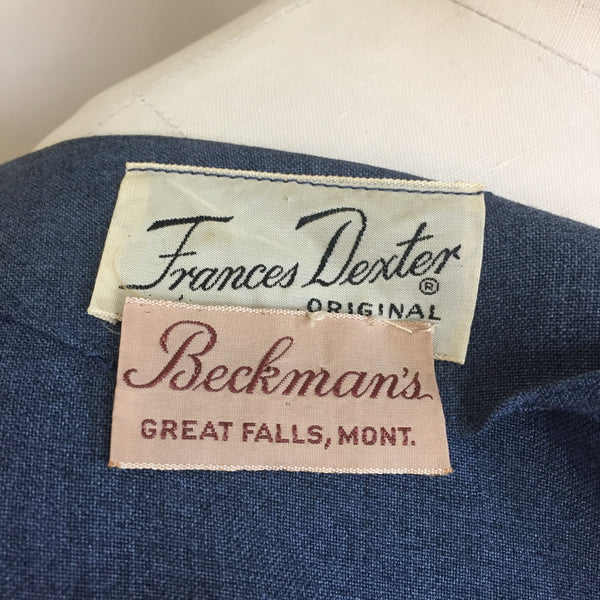 Frances Dexter®
ORIGINAL
Beckman's
GREAT FALLS, MONT.